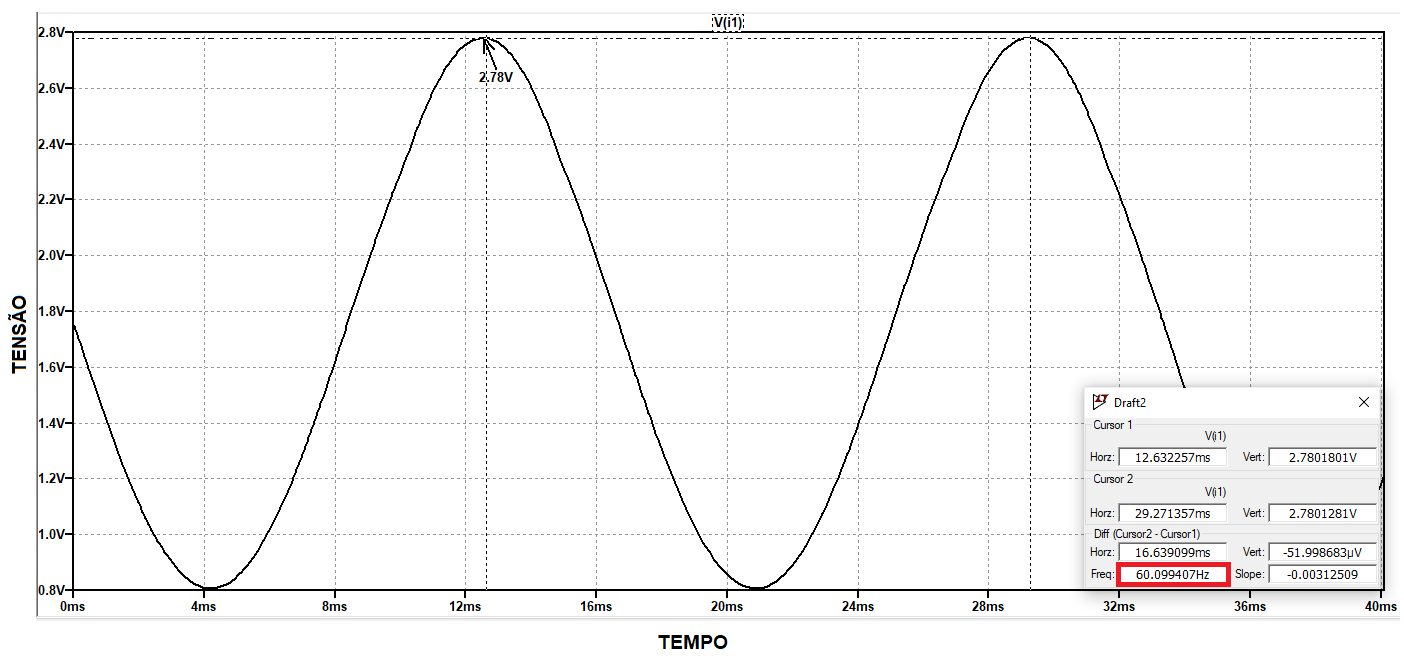 V(i1)
2.8V
2.6V
2.4V
2.2V
2.0V
1.8V
1.6V
1.4V
1.2V
1.0V
0.8V
TENSÃO
2.78V
0ms 4ms 8ms 12ms 16ms 20ms 24ms 28ms 32ms 36ms 40ms
TEMPO
Draft2
Cursor 1
V(i1)
Horz: 12.632257ms Vert: 2.7801801V
Cursor 2
V(i1)
Horz: 29.271357ms Vert: 2.7801281V
Diff (Cursor2 - Cursor1)
Horz: 16.639099ms Vert: -51.998683µV
Freq: 60.099407Hz Slope: -0.00312509